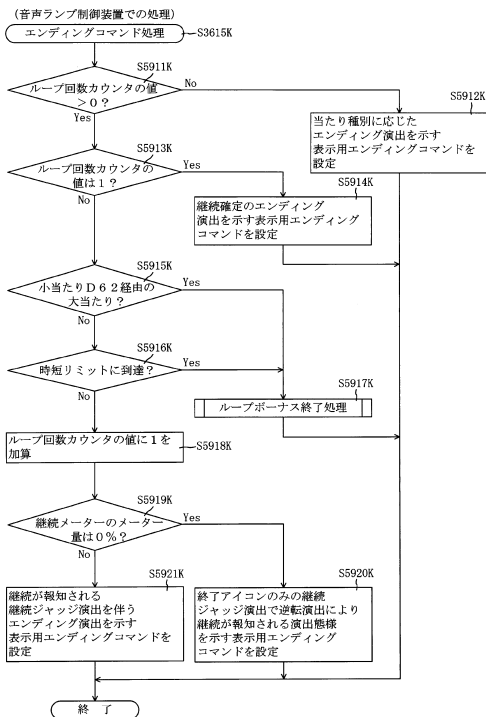 (音声ランプ制御装置での処理)
エンディングコマンド処理
S3615K
S5911K
ループ回数カウンタの値
>0?
No
Yes
S5912K
当たり種別に応じた
エンディング演出を示す
表示用エンディングコマンドを
設定
S5913K
ループ回数カウンタの
値は1?
Yes
No
S5914K
継続確定のエンディング
演出を示す表示用エンディング
コマンドを設定
S5915K
小当たりD62経由の
大当たり?
Yes
No
S5916K
時短リミットに到達?
Yes
No
S5917K
ループボーナス終了処理
ループ回数カウンタの値に1を
加算
S5918K
S5919K
継続メーターのメーター
量は0%?
Yes
No
S5921K
継続が報知される
継続ジャッジ演出を伴う
エンディング演出を示す
表示用エンディングコマンドを
設定
S5920K
終了アイコンのみの継続
ジャッジ演出で逆転演出により
継続が報知される演出態様
を示す表示用エンディング
コマンドを設定
終了